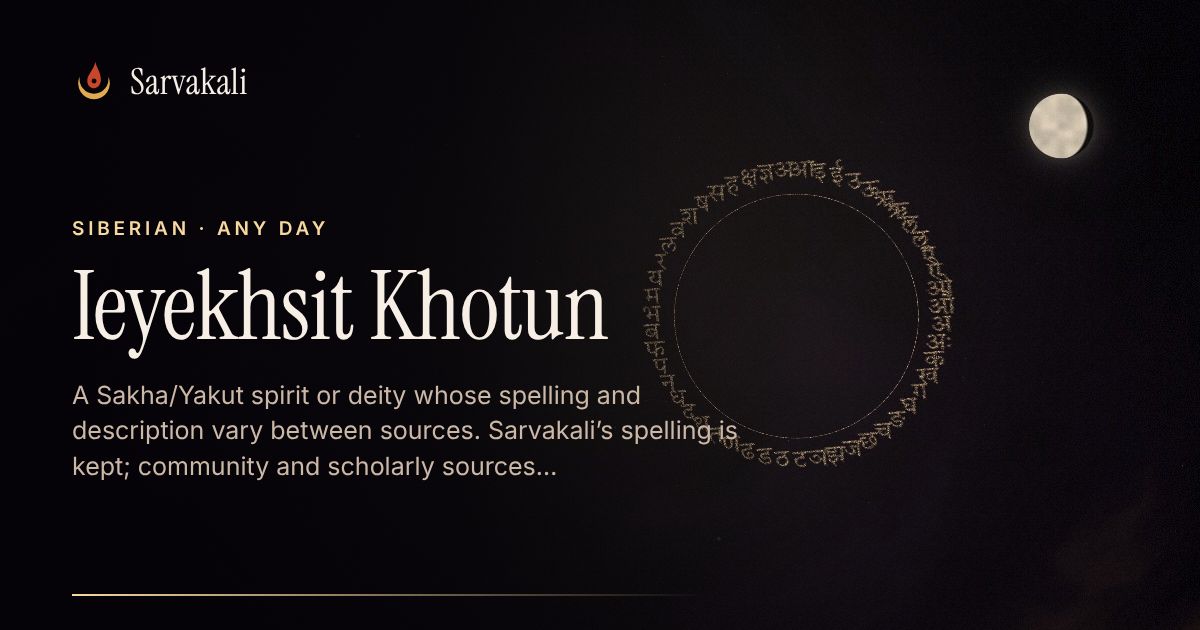 Sarvakali
SIBERIAN · ANY DAY
Ieyekhsit Khotun
A Sakha/Yakut spirit or deity whose spelling and
description vary between sources. Sarvakali’s spelling is
kept; community and scholarly sources...